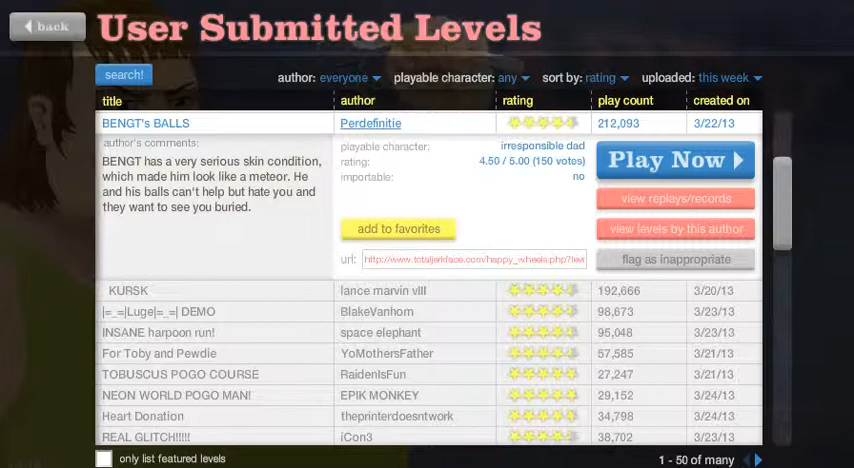 back
User Submitted Levels
search!
author: everyone playable character: any sort by: rating uploaded: this week
title author rating play count created on
BENGT's BALLS Perdefinitie 212,093 3/22/13
author's comments:
BENGT has a very serious skin condition,
which made him look like a meteor. He
and his balls can't help but hate you and
they want to see you buried.
playable character: irresponsible dad
rating: 4.50 / 5.00 (150 votes)
importable: no
add to favorites
url: http://www.totaljerkface.com/happy_wheels.php?lev
Play Now
view replays/records
view levels by this author
flag as inappropriate
KURSK lance marvin vIII 192,666 3/20/13
|=_=|Luge|=_=| DEMO BlakeVanhorn 98,673 3/23/13
INSANE harpoon run! space elephant 95,048 3/23/13
For Toby and Pewdie YoMothersFather 57,585 3/21/13
TOBUSCUS POGO COURSE RaidenIsFun 27,247 3/21/13
NEON WORLD POGO MAN! EPIK MONKEY 29,152 3/24/13
Heart Donation theprinterdoesntwork 34,798 3/24/13
REAL GLITCH!!!!! iCon3 38,702 3/23/13
only list featured levels
1 - 50 of many